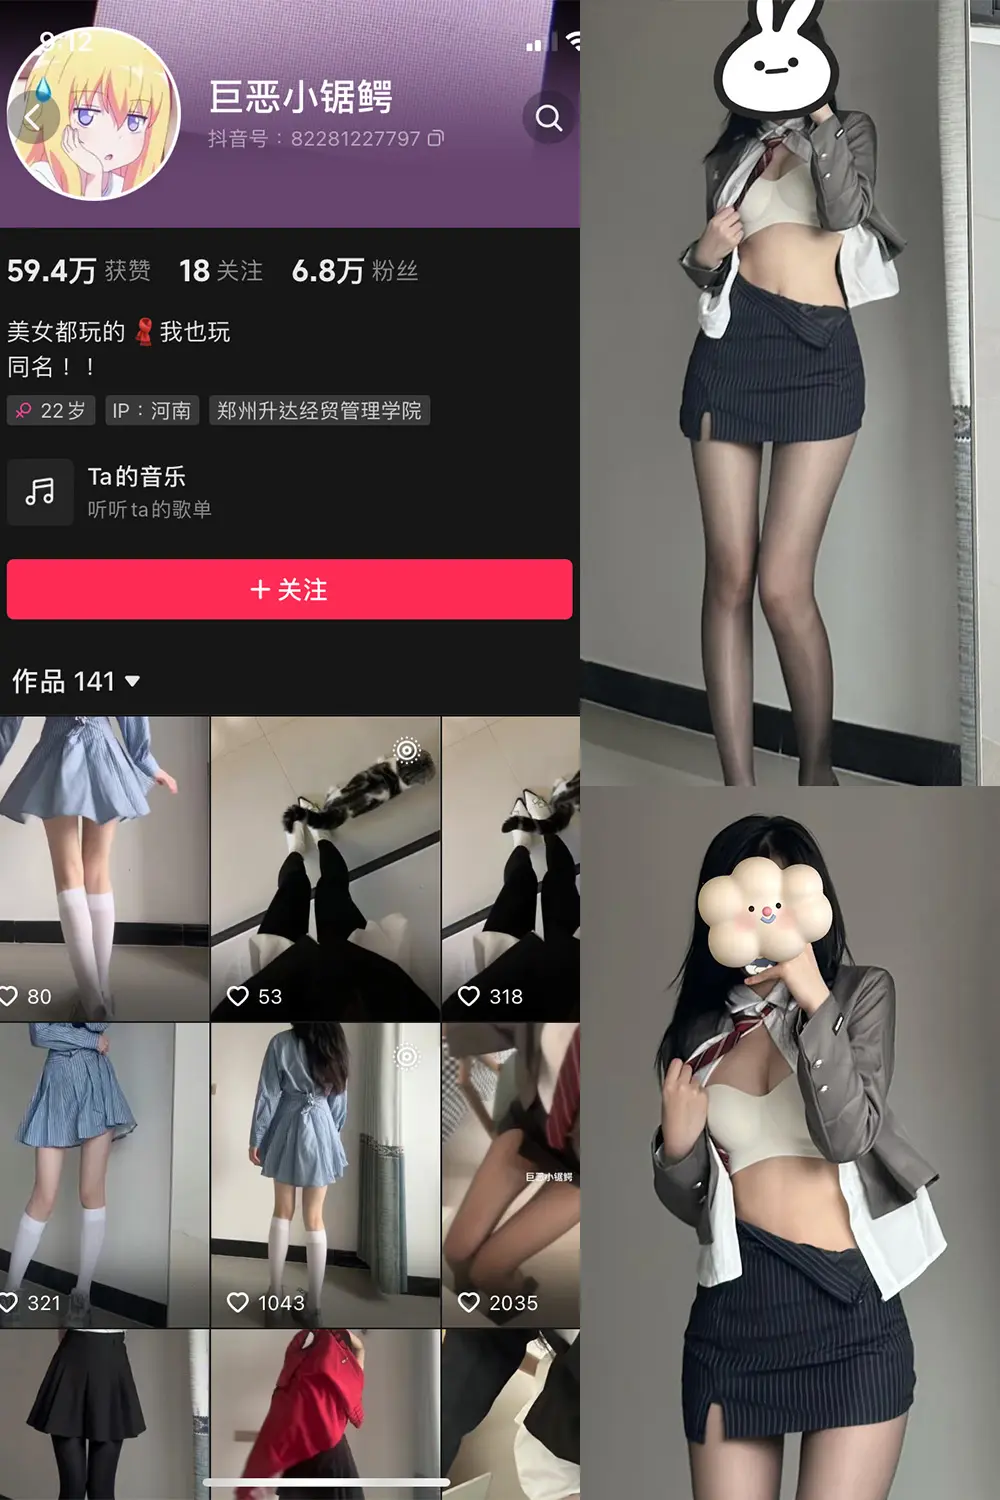 9:12
巨恶小锯鳄
抖音号：82281227797
59.4万 获赞 18 关注 6.8万 粉丝
美女都玩的 我也玩
同名！！
22岁 IP：河南 郑州升达经贸管理学院
Ta的音乐
听听ta的歌单
+ 关注
作品 141
80 53 318
巨恶小锯鳄
321 1043 2035